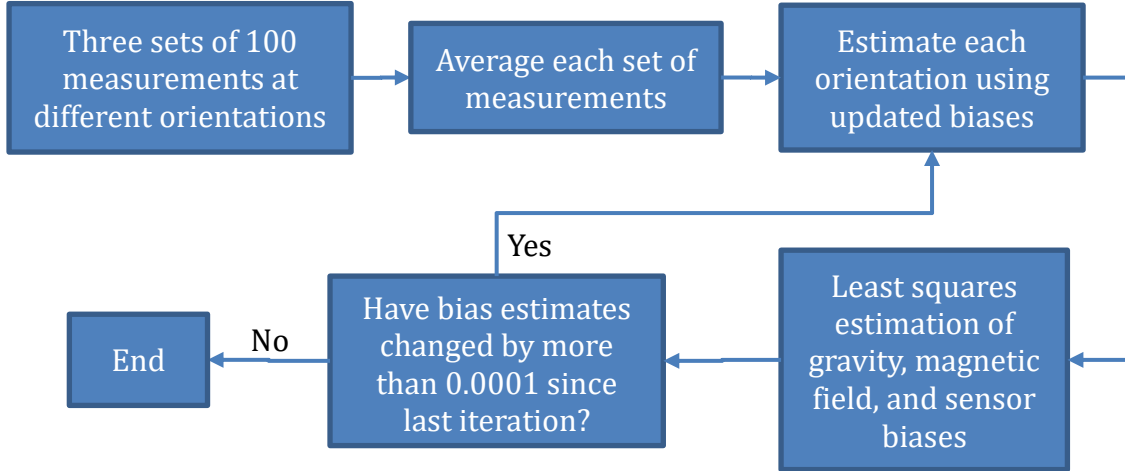 Three sets of 100
measurements at
different orientations
Average each set of
measurements
Estimate each
orientation using
updated biases
Yes
Least squares
estimation of
gravity, magnetic
field, and sensor
biases
Have bias estimates
changed by more
than 0.0001 since
last iteration?
No
End